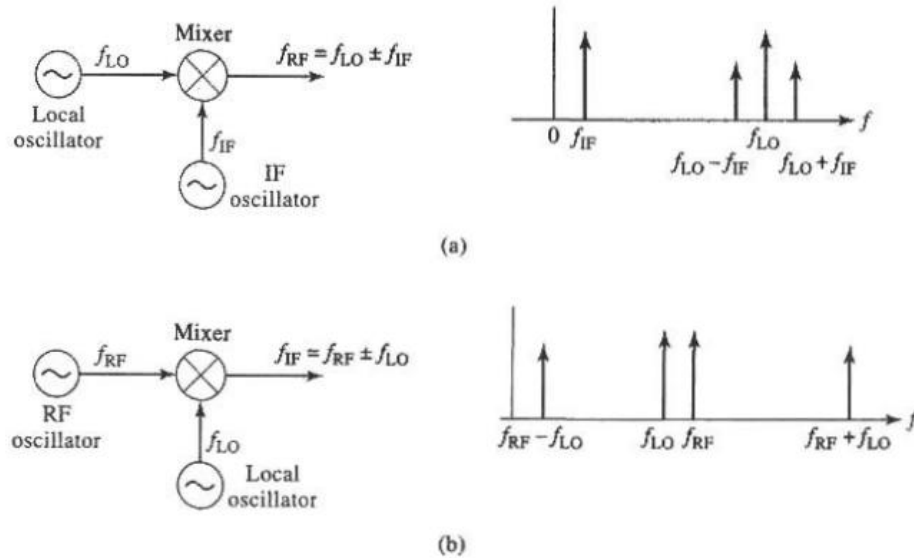 Mixer
f_LO
f_RF = f_LO ± f_IF
Local
oscillator
f_IF
IF
oscillator
0 f_IF
f_LO
f
f_LO − f_IF
f_LO + f_IF
(a)
Mixer
f_RF
f_IF = f_RF ± f_LO
RF
oscillator
f_LO
Local
oscillator
f_RF − f_LO
f_LO f_RF
f_RF + f_LO
f
(b)